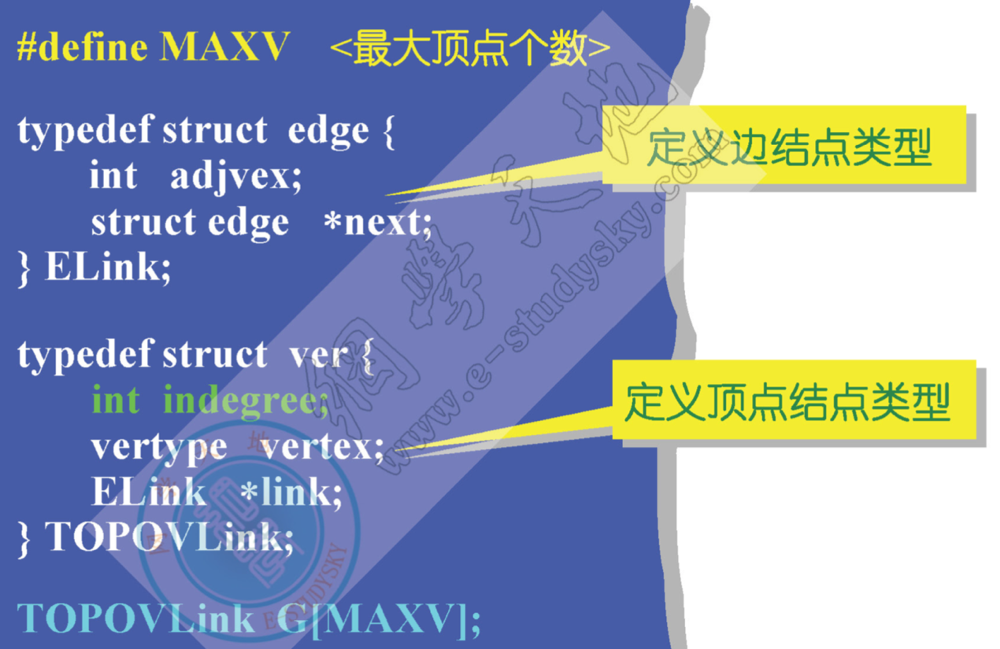 #define MAXV <最大顶点个数>
typedef struct edge {
int adjvex;
struct edge *next;
} ELink;
定义边结点类型
typedef struct ver {
int indegree;
vertype vertex;
ELink *link;
} TOPOVLink;
定义顶点结点类型
TOPOVLink G[MAXV];
網學天地
www.e-studysky.com
E-STUDYSKY